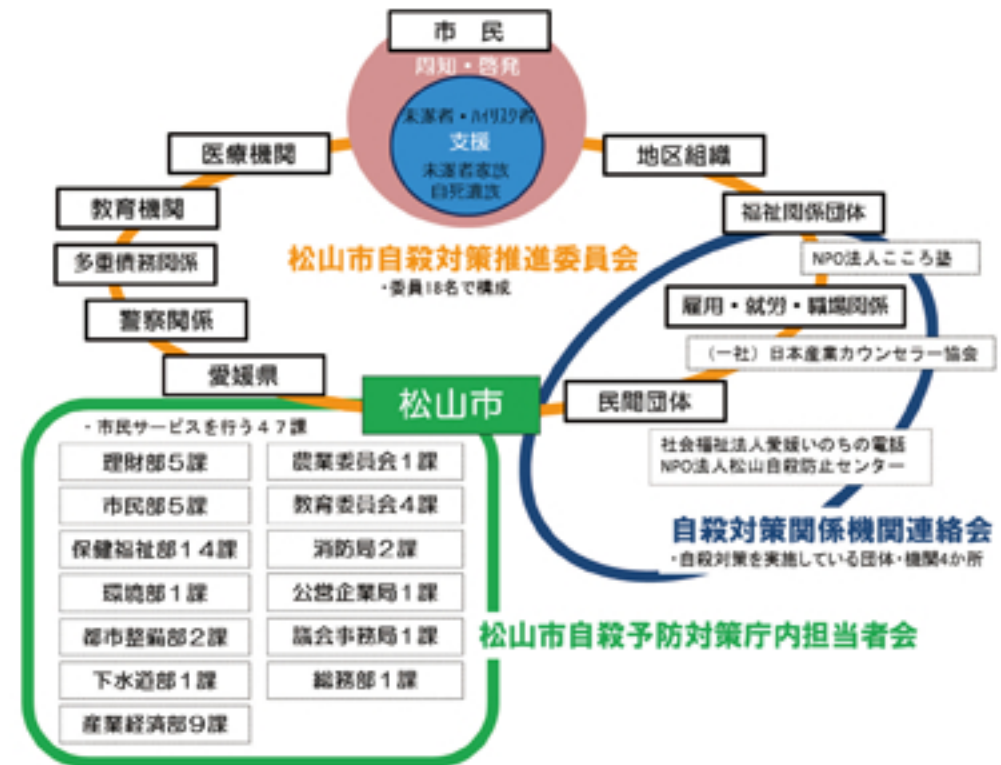 市民
周知・啓発
未遂者・ハイリスク者
支援
未遂者家族
自死遺族
医療機関
地区組織
教育機関
福祉関係団体
多重債務関係
NPO法人こころ塾
松山市自殺対策推進委員会
・委員18名で構成
雇用・就労・職場関係
警察関係
(一社)日本産業カウンセラー協会
愛媛県
松山市
民間団体
・市民サービスを行う47課
社会福祉法人愛媛いのちの電話
NPO法人松山自殺防止センター
理財部5課
農業委員会1課
市民部5課
教育委員会4課
自殺対策関係機関連絡会
・自殺対策を実施している団体・機関4か所
保健福祉部14課
消防局2課
環境部1課
公営企業局1課
都市整備部2課
議会事務局1課
松山市自殺予防対策庁内担当者会
下水道部1課
総務部1課
産業経済部9課